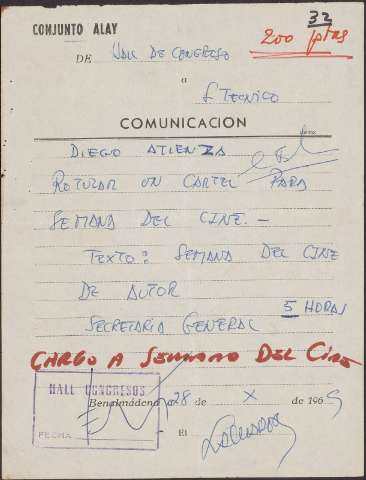 32
CONJUNTO ALAY
200 ptas
DE HALL DE CONGRESO
a
f TECNICO
COMUNICACION
DIEGO ATIENZA
ROTULAR UN CARTEL PARA
SEMANA DEL CINE.-
TEXTO: SEMANA DEL CINE
DE AUTOR
5 HORAS
SECRETARIA GENERAL
CARGO A SEMANA DEL CINE
HALL CONGRESOS
Benalmádena, 28 de X de 1969
FECHA
El